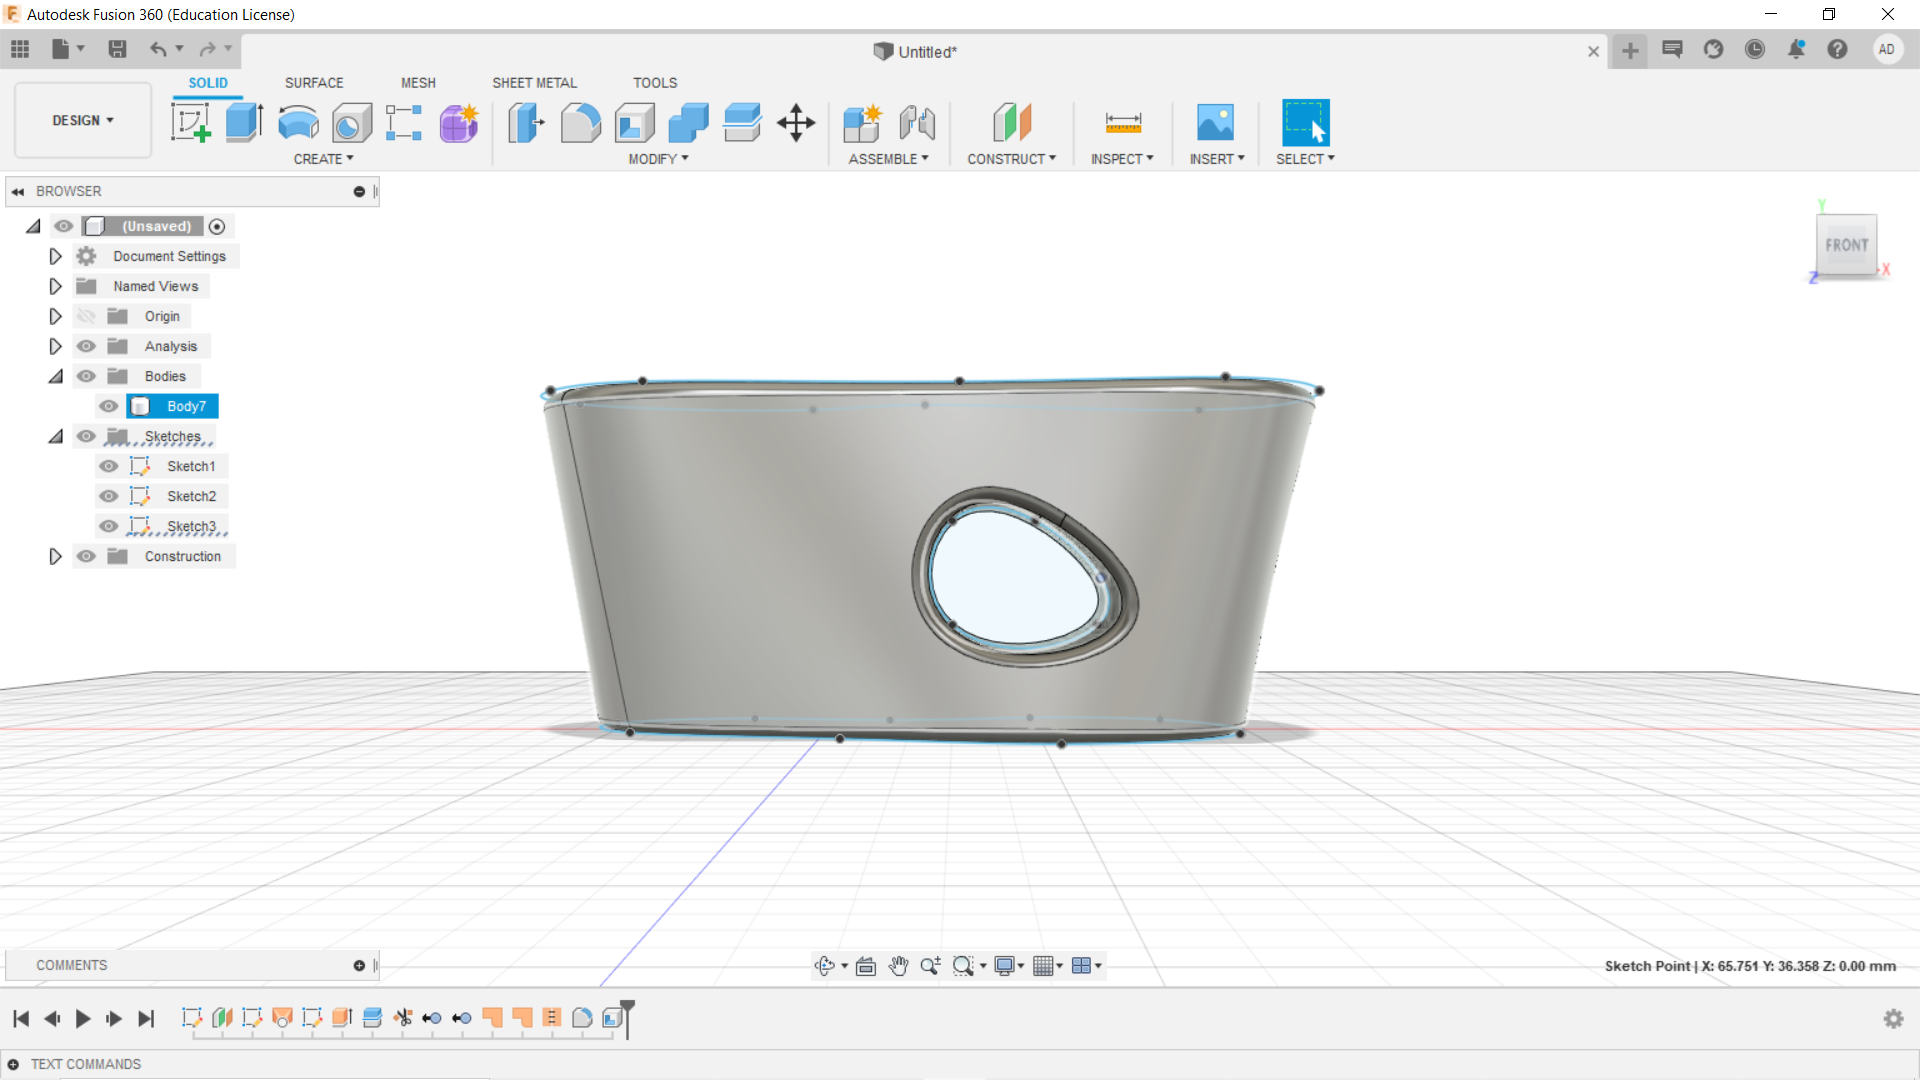 Autodesk Fusion 360 (Education License)
Untitled*
AD
DESIGN
SOLID SURFACE MESH SHEET METAL TOOLS
CREATE MODIFY ASSEMBLE CONSTRUCT INSPECT INSERT SELECT
BROWSER
(Unsaved)
Document Settings
Named Views
Origin
Analysis
Bodies
Body7
Sketches
Sketch1
Sketch2
Sketch3
Construction
Y
FRONT
X
Z
COMMENTS
Sketch Point | X: 65.751 Y: 36.358 Z: 0.00 mm
TEXT COMMANDS